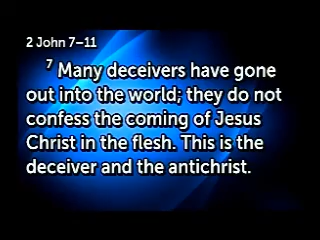 2 John 7–11
7 Many deceivers have gone
out into the world; they do not
confess the coming of Jesus
Christ in the flesh. This is the
deceiver and the antichrist.